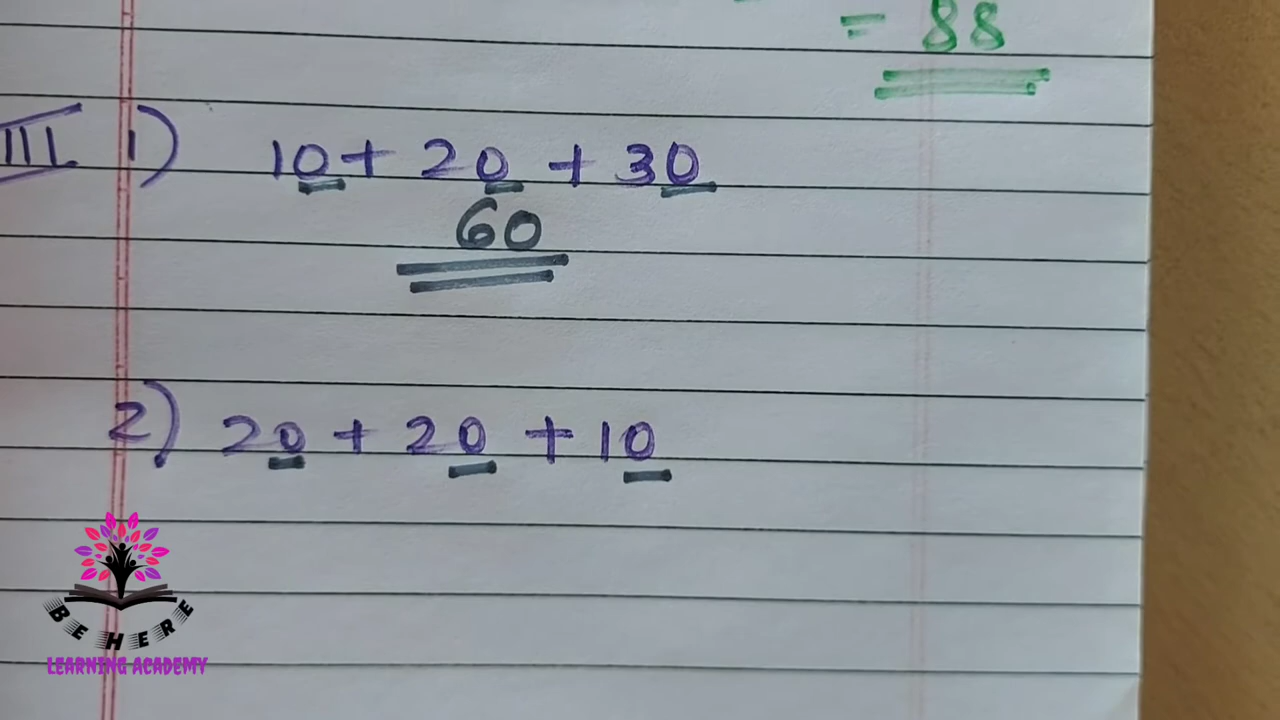 = 88
III. 1) 10 + 20 + 30
60
2) 20 + 20 + 10
BE HERE
LEARNING ACADEMY